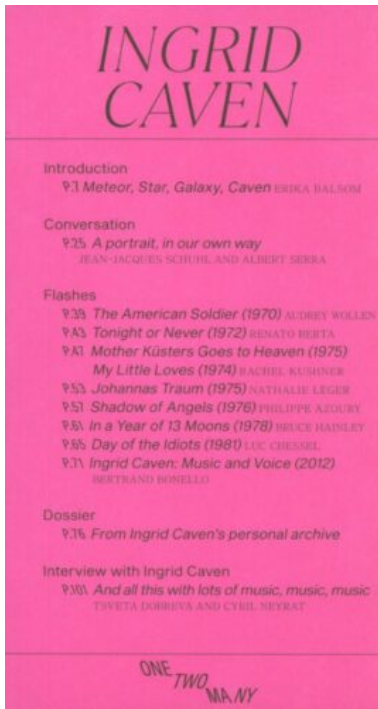 INGRID
CAVEN
Introduction
P.7 Meteor, Star, Galaxy, Caven ERIKA BALSOM
Conversation
P.25 A portrait, in our own way
JEAN-JACQUES SCHUHL AND ALBERT SERRA
Flashes
P.39 The American Soldier (1970) AUDREY WOLLEN
P.43 Tonight or Never (1972) RENATO BERTA
P.47 Mother Küsters Goes to Heaven (1975)
My Little Loves (1974) RACHEL KUSHNER
P.53 Johannas Traum (1975) NATHALIE LÉGER
P.57 Shadow of Angels (1976) PHILIPPE AZOURY
P.61 In a Year of 13 Moons (1978) BRUCE HAINLEY
P.65 Day of the Idiots (1981) LUC CHESSEL
P.71 Ingrid Caven: Music and Voice (2012)
BERTRAND BONELLO
Dossier
P.76 From Ingrid Caven's personal archive
Interview with Ingrid Caven
P.101 And all this with lots of music, music, music
TSVETA DOBREVA AND CYRIL NEYRAT
ONE
TWO
MANY